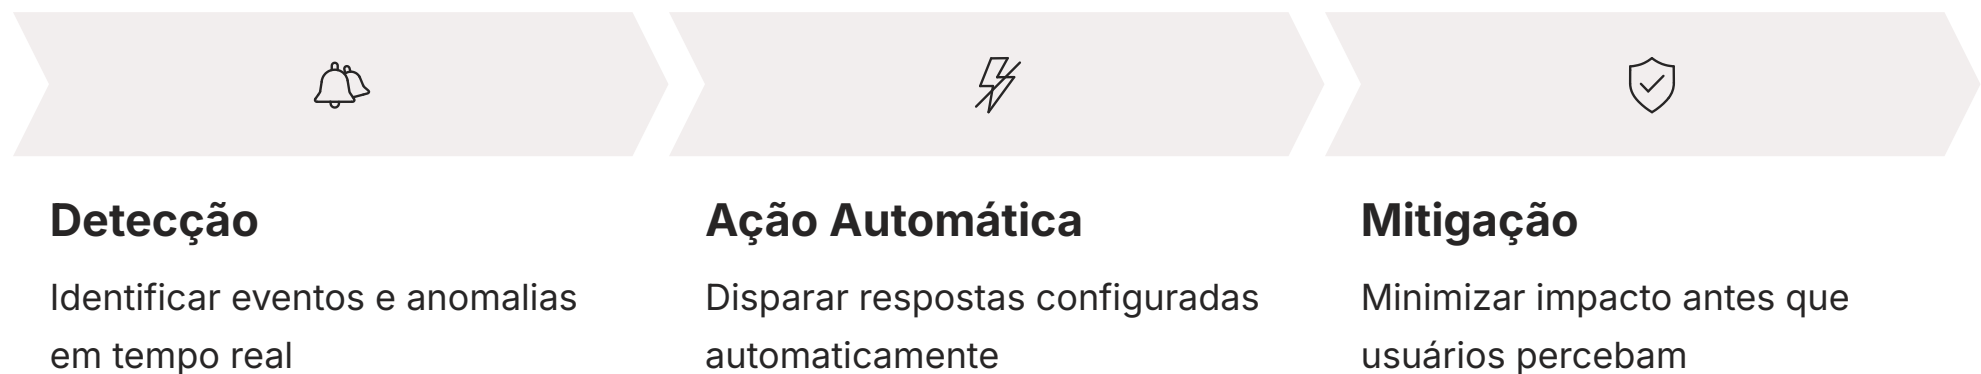 Detecção
Identificar eventos e anomalias
em tempo real
Ação Automática
Disparar respostas configuradas
automaticamente
Mitigação
Minimizar impacto antes que
usuários percebam